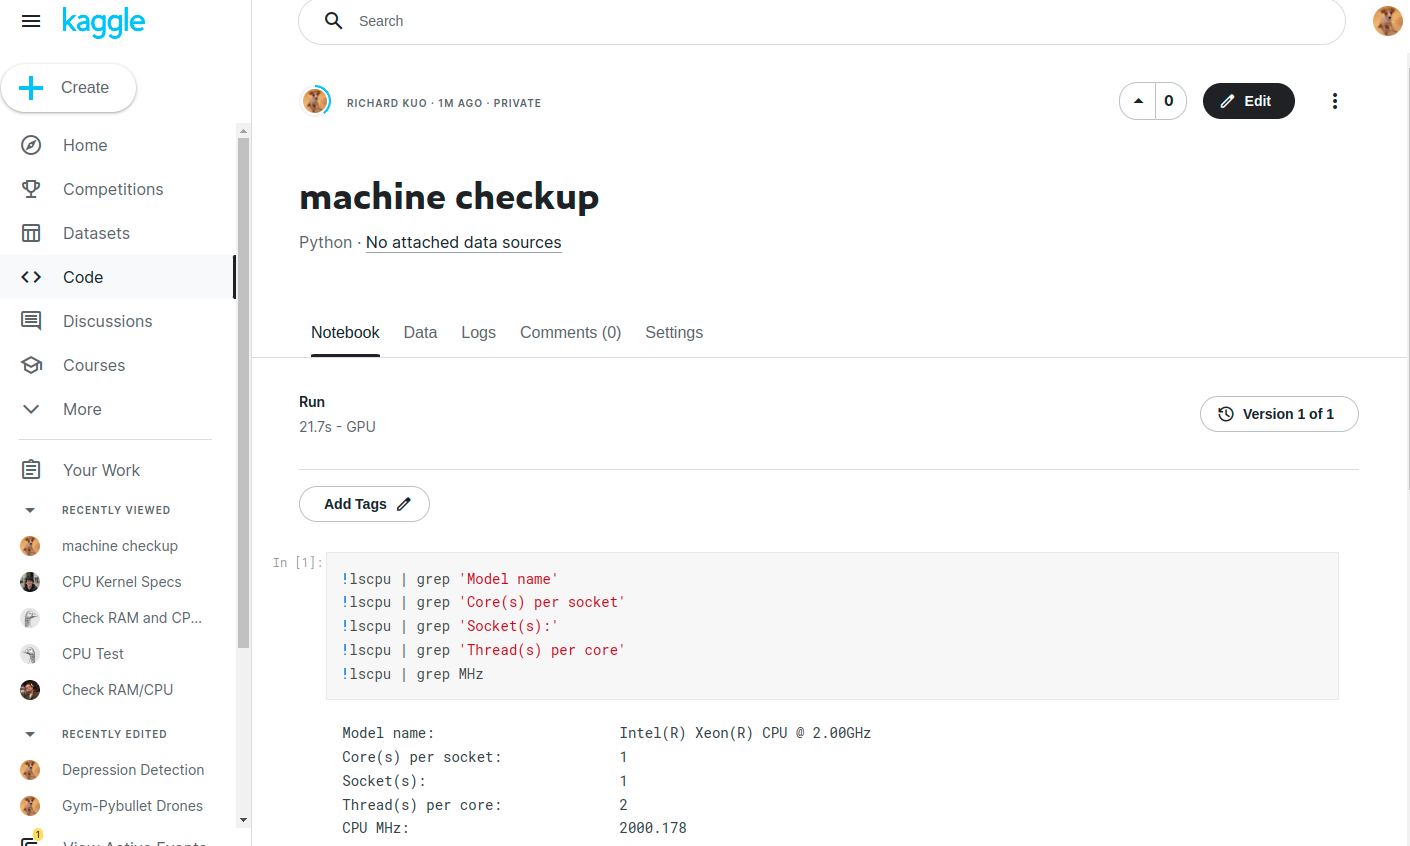 kaggle
Search
Create
Home
Competitions
Datasets
Code
Discussions
Courses
More
Your Work
RECENTLY VIEWED
machine checkup
CPU Kernel Specs
Check RAM and CP...
CPU Test
Check RAM/CPU
RECENTLY EDITED
Depression Detection
Gym-Pybullet Drones
1
View Active Events
RICHARD KUO · 1M AGO · PRIVATE
0
Edit
machine checkup
Python · No attached data sources
Notebook Data Logs Comments (0) Settings
Run
21.7s - GPU
Version 1 of 1
Add Tags
In [1]:
!lscpu | grep 'Model name'
!lscpu | grep 'Core(s) per socket'
!lscpu | grep 'Socket(s):'
!lscpu | grep 'Thread(s) per core'
!lscpu | grep MHz
Model name: Intel(R) Xeon(R) CPU @ 2.00GHz
Core(s) per socket: 1
Socket(s): 1
Thread(s) per core: 2
CPU MHz: 2000.178